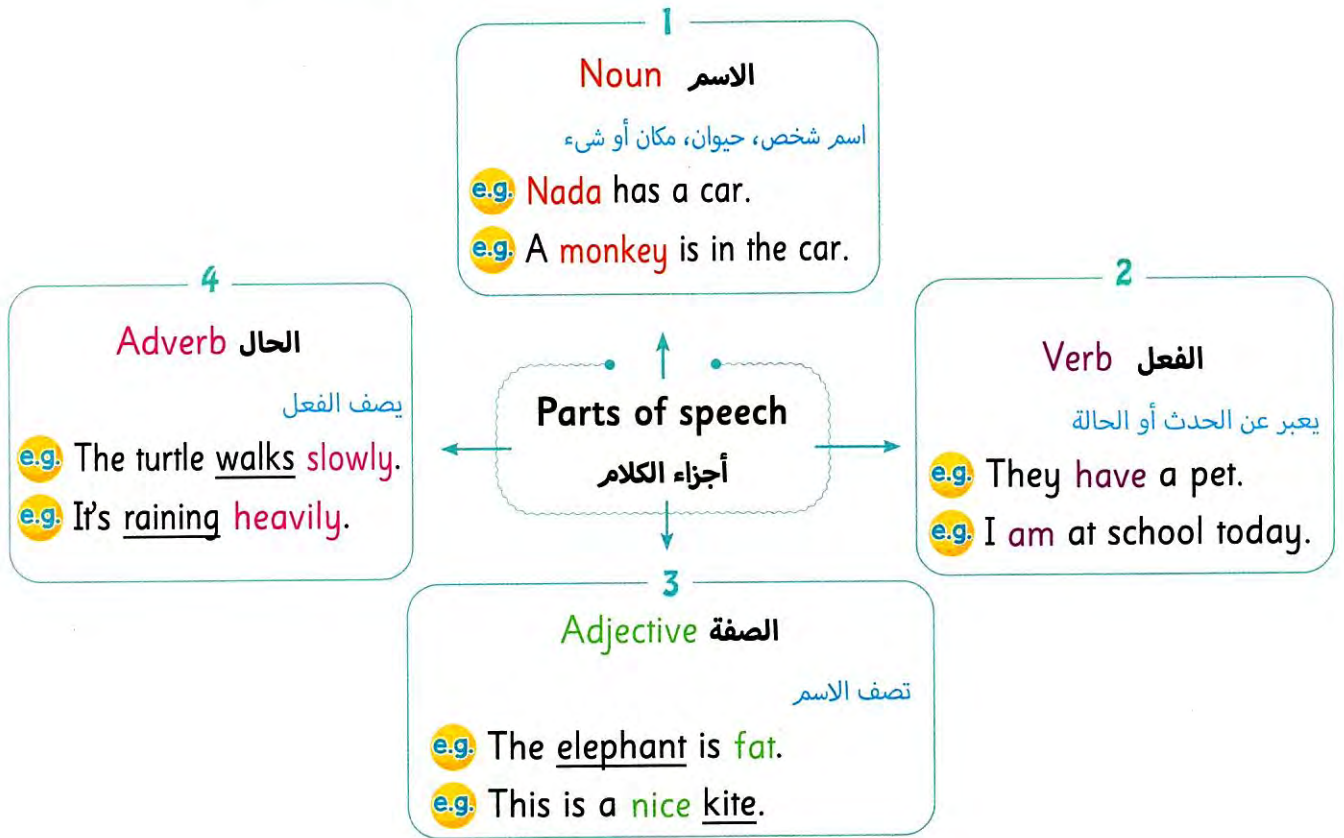 1
Noun الاسم
اسم شخص، حيوان، مكان أو شىء
e.g. Nada has a car.
e.g. A monkey is in the car.
4
Adverb الحال
يصف الفعل
e.g. The turtle walks slowly.
e.g. It's raining heavily.
Parts of speech
أجزاء الكلام
2
Verb الفعل
يعبر عن الحدث أو الحالة
e.g. They have a pet.
e.g. I am at school today.
3
Adjective الصفة
تصف الاسم
e.g. The elephant is fat.
e.g. This is a nice kite.